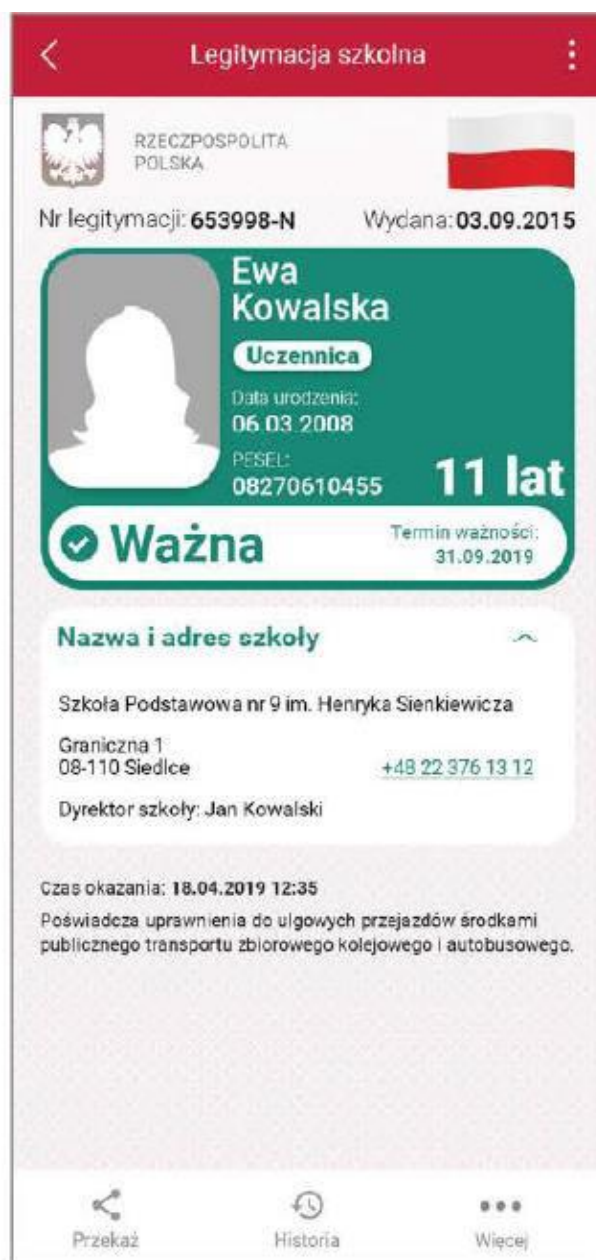 Legitymacja szkolna
RZECZPOSPOLITA
POLSKA
Nr legitymacji: 653998-N Wydana: 03.09.2015
Ewa
Kowalska
Uczennica
Data urodzenia:
06.03.2008
PESEL:
08270610455
11 lat
Ważna
Termin ważności:
31.09.2019
Nazwa i adres szkoły
Szkoła Podstawowa nr 9 im. Henryka Sienkiewicza
Graniczna 1
08-110 Siedlce
+48 22 376 13 12
Dyrektor szkoły: Jan Kowalski
Czas okazania: 18.04.2019 12:35
Poświadcza uprawnienia do ulgowych przejazdów środkami
publicznego transportu zbiorowego kolejowego i autobusowego.
Przekaż Historia Więcej